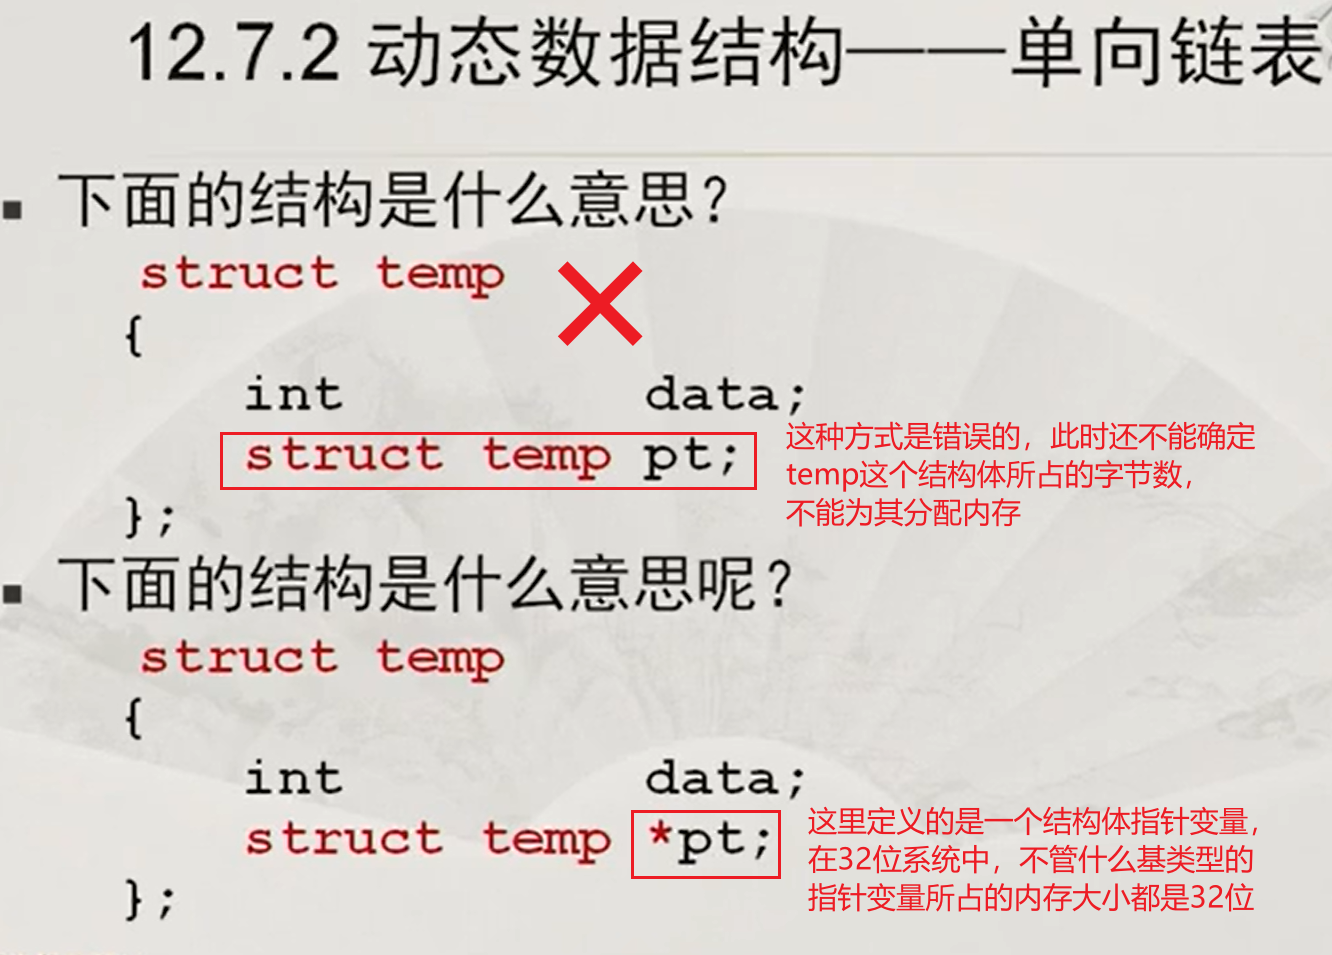 12.7.2 动态数据结构——单向链表
下面的结构是什么意思？
struct temp
{
int data;
struct temp pt;
这种方式是错误的，此时还不能确定
temp这个结构体所占的字节数，
不能为其分配内存
};
下面的结构是什么意思呢？
struct temp
{
int data;
struct temp *pt;
这里定义的是一个结构体指针变量，
在32位系统中，不管什么基类型的
指针变量所占的内存大小都是32位
};